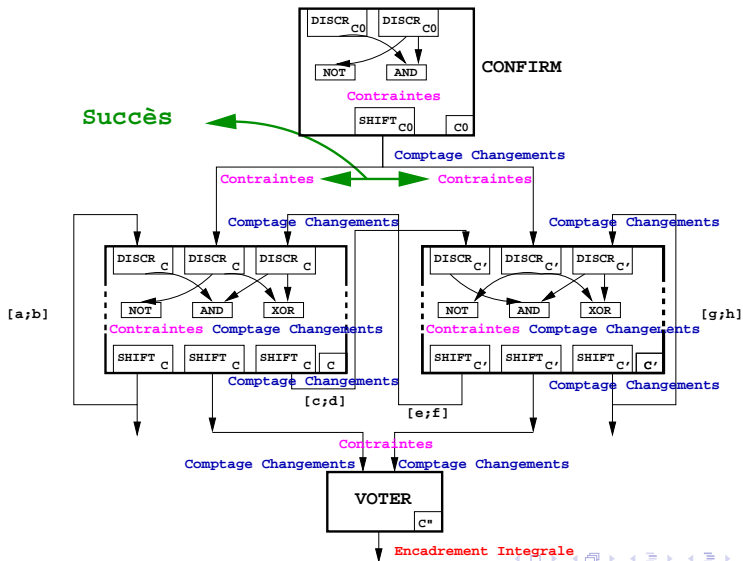 DISCR C0 DISCR C0
NOT AND
CONFIRM
Contraintes
SHIFT C0 C0
Succès
Comptage Changements
Contraintes Contraintes
Comptage Changements Comptage Changements
DISCR C DISCR C DISCR C DISCR C' DISCR C' DISCR C'
[a;b] NOT AND XOR NOT AND XOR [g;h]
Contraintes Comptage Changements Contraintes Comptage Changements
SHIFT C SHIFT C SHIFT C C SHIFT C' SHIFT C' SHIFT C' C'
Comptage Changements Comptage Changements
[c;d] [e;f]
Contraintes
Comptage Changements Comptage Changements
VOTER
C"
Encadrement Integrale